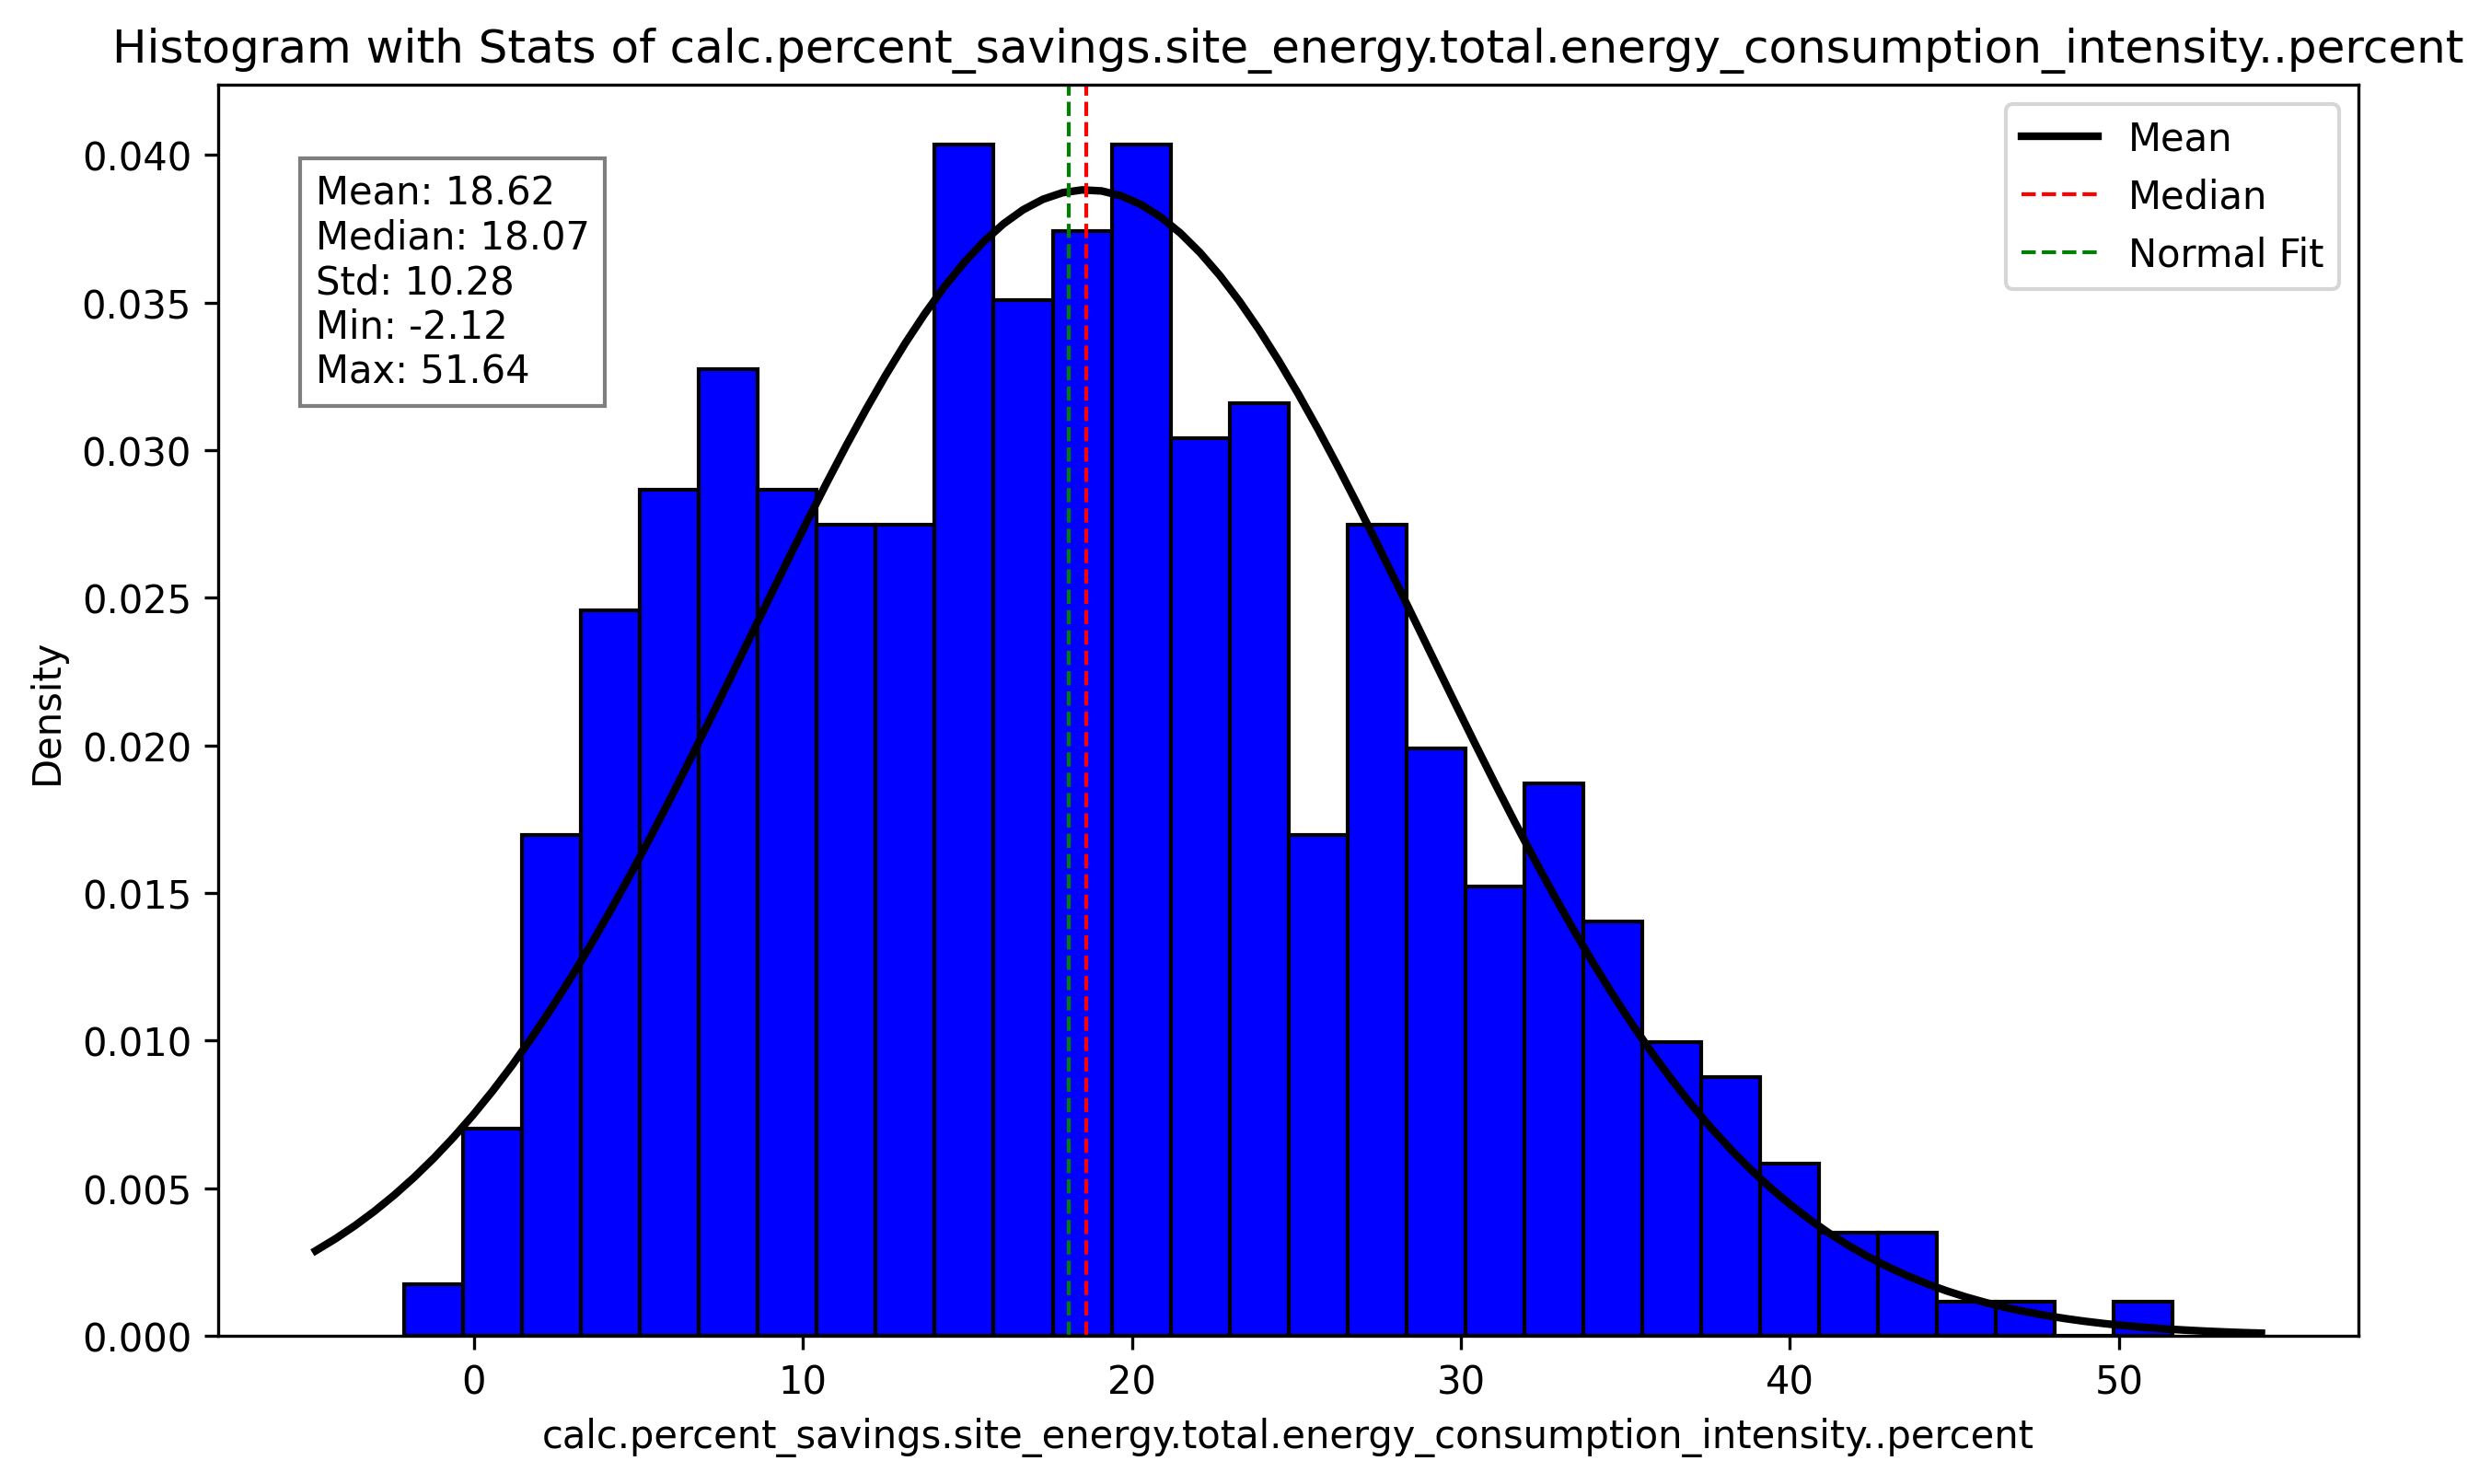 Histogram with Stats of calc.percent_savings.site_energy.total.energy_consumption_intensity..percent
Mean: 18.62
Median: 18.07
Std: 10.28
Min: -2.12
Max: 51.64
Mean
Median
Normal Fit
Density
0.040
0.035
0.030
0.025
0.020
0.015
0.010
0.005
0.000
0
10
20
30
40
50
calc.percent_savings.site_energy.total.energy_consumption_intensity..percent